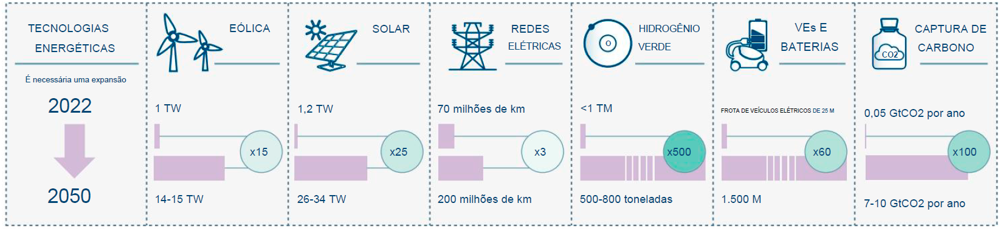 TECNOLOGIAS
ENERGÉTICAS
É necessária uma expansão
2022
2050
EÓLICA
1 TW
x15
14-15 TW
SOLAR
1,2 TW
x25
26-34 TW
REDES
ELÉTRICAS
70 milhões de km
x3
200 milhões de km
O
HIDROGÊNIO
VERDE
<1 TM
x500
500-800 toneladas
VEs E
BATERIAS
FROTA DE VEÍCULOS ELÉTRICOS DE 25 M
x60
1.500 M
CO2
CAPTURA DE
CARBONO
0,05 GtCO2 por ano
x100
7-10 GtCO2 por ano